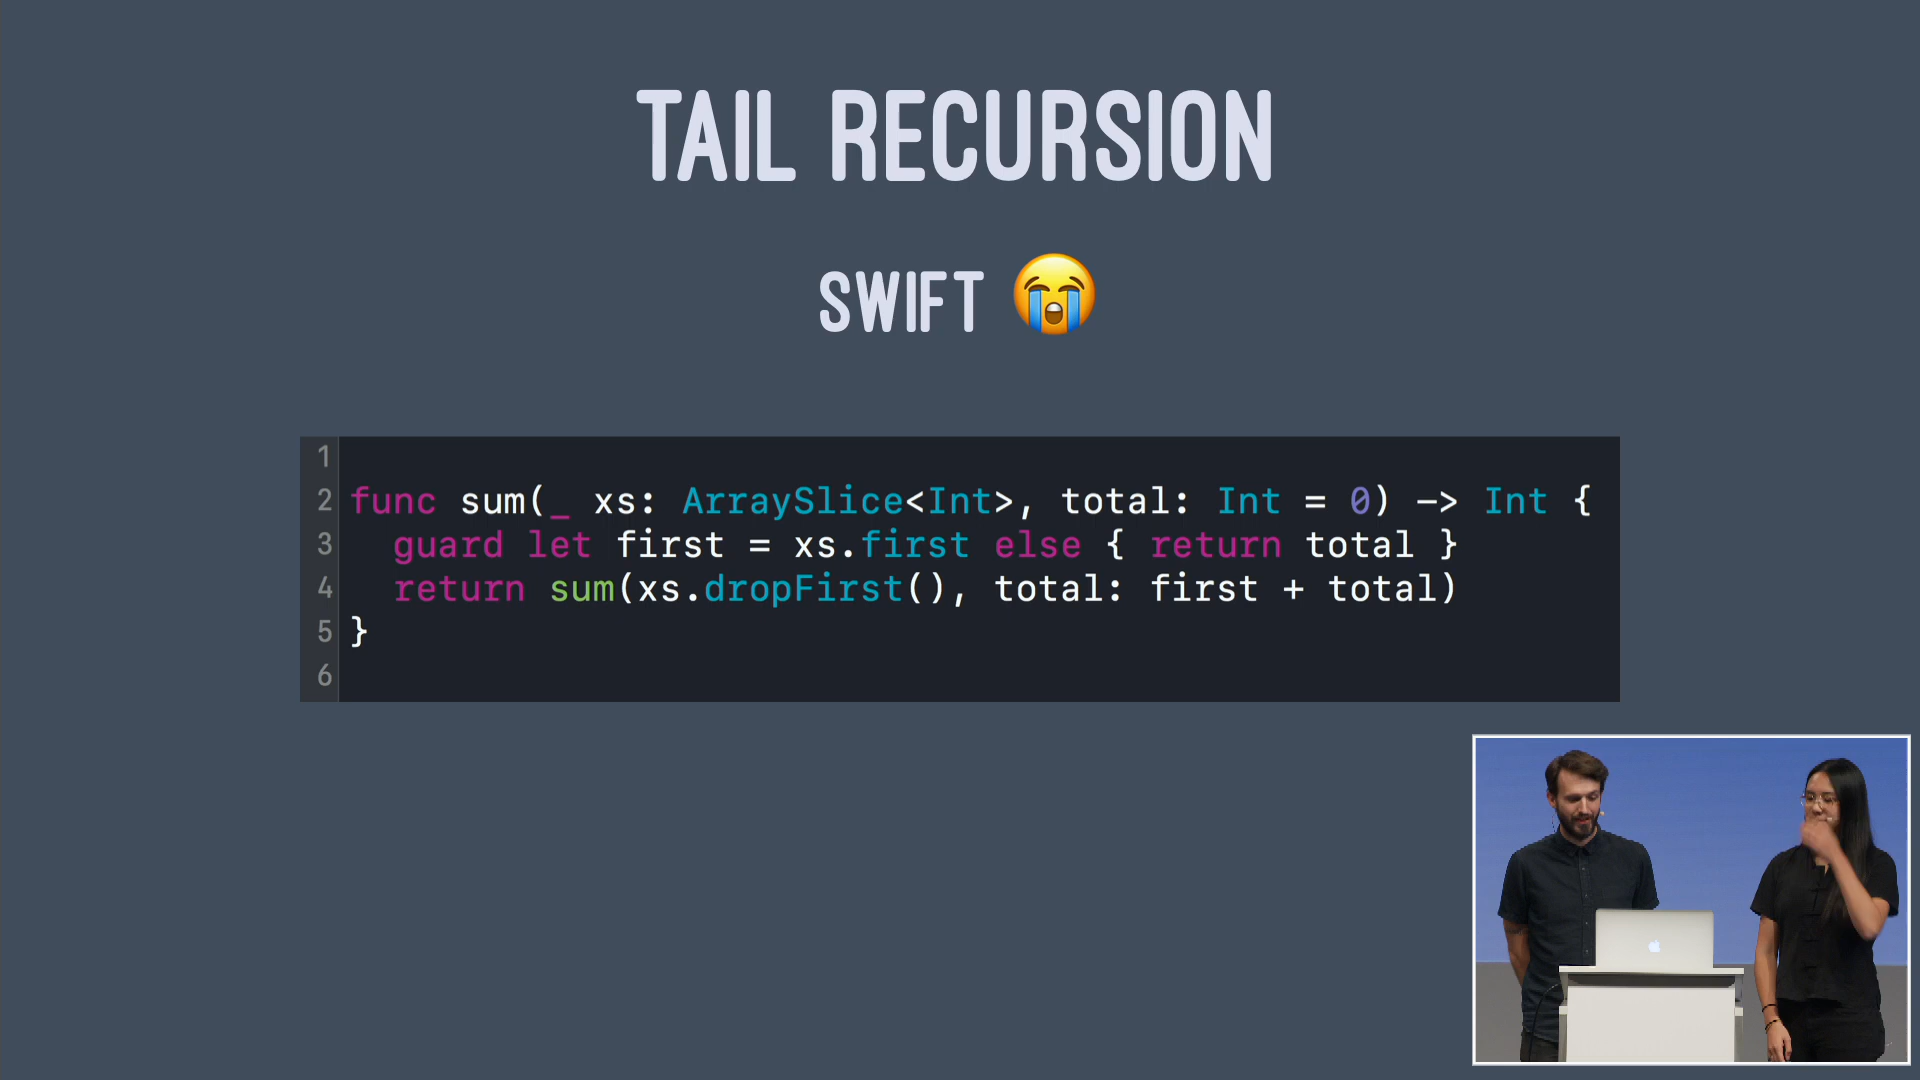 TAIL RECURSION
SWIFT 😭
1
2 func sum(_ xs: ArraySlice<Int>, total: Int = 0) -> Int {
3 guard let first = xs.first else { return total }
4 return sum(xs.dropFirst(), total: first + total)
5 }
6